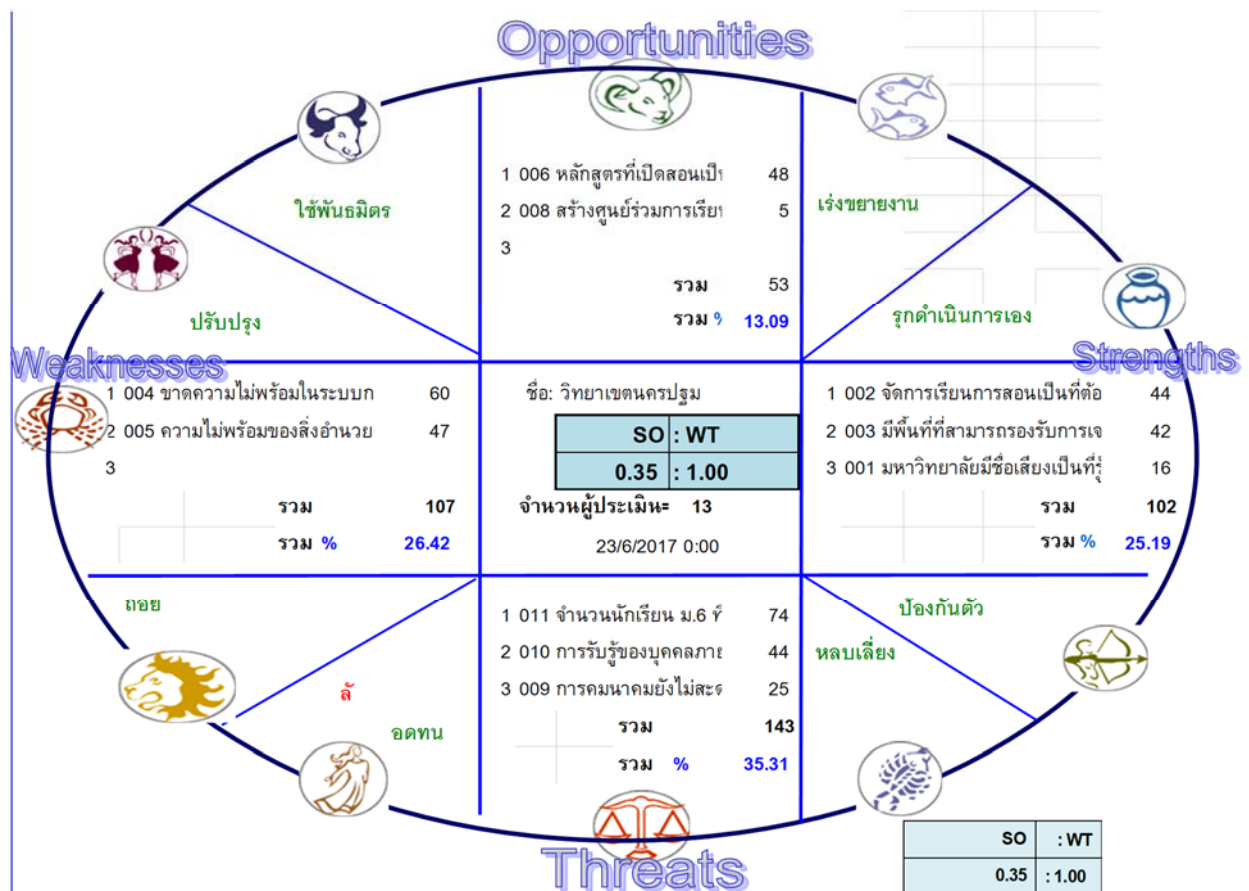 Opportunities
1 006 หลักสูตรที่เปิดสอนเป็น 48
2 008 สร้างศูนย์ร่วมการเรีย 5
3
รวม 53
รวม % 13.09
ใช้พันธมิตร
เร่งขยายงาน
ปรับปรุง
รุกดำเนินการเอง
Weaknesses
1 004 ขาดความไม่พร้อมในระบบก 60
2 005 ความไม่พร้อมของสิ่งอำนวย 47
3
รวม 107
รวม % 26.42
ชื่อ: วิทยาเขตนครปฐม
SO : WT
0.35 : 1.00
จำนวนผู้ประเมิน= 13
23/6/2017 0:00
Strengths
1 002 จัดการเรียนการสอนเป็นที่ต้อ 44
2 003 มีพื้นที่ที่สามารถรองรับการเจ 42
3 001 มหาวิทยาลัยมีชื่อเสียงเป็นที่รู้ 16
รวม 102
รวม % 25.19
ถอย
ลั
อดทน
1 011 จำนวนนักเรียน ม.6 ที่ 74
2 010 การรับรู้ของบุคคลภาย 44
3 009 การคมนาคมยังไม่สะด 25
รวม 143
รวม % 35.31
ป้องกันตัว
หลบเลี่ยง
Threats
SO : WT
0.35 : 1.00